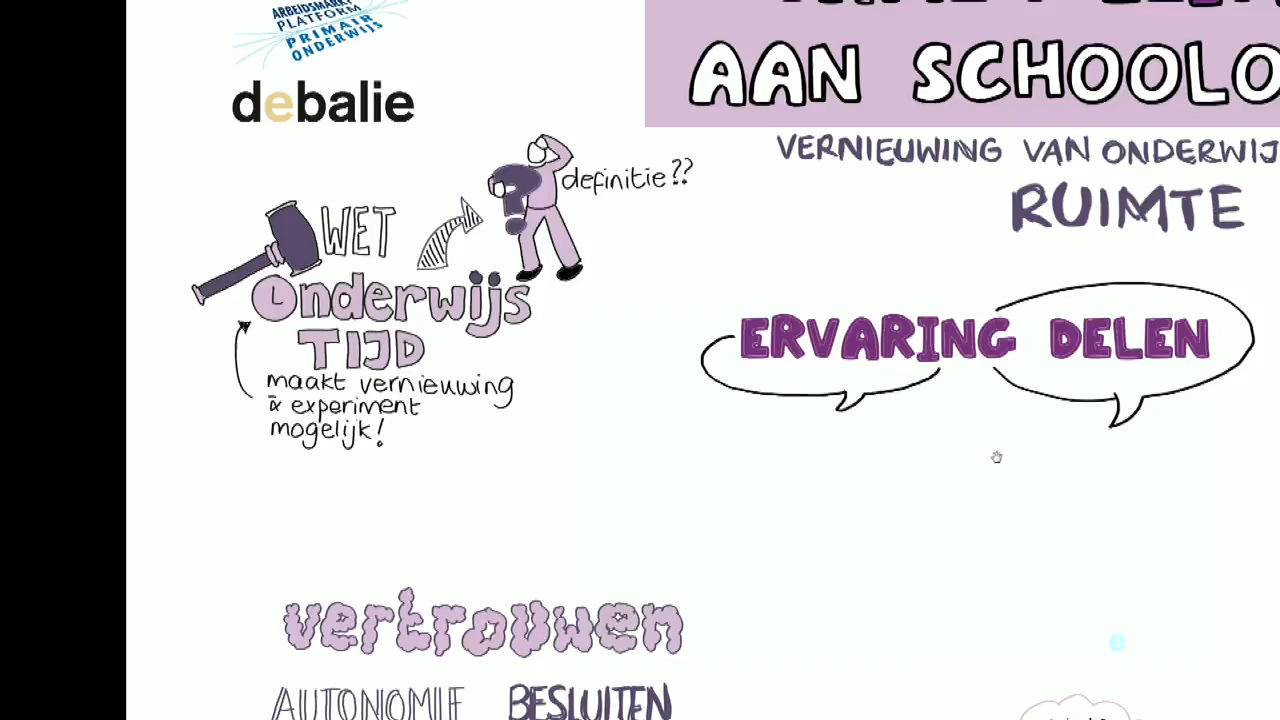 ARBEIDSMARKT
PLATFORM
PRIMAIR
ONDERWIJS
debalie
AAN SCHOOLO
VERNIEUWING VAN ONDERWIJ
RUIMTE
definitie??
WET
Onderwijs
TIJD
maakt vernieuwing
& experiment
mogelijk!
ERVARING DELEN
vertrouwen
e
AUTONOMIE BESLUITEN